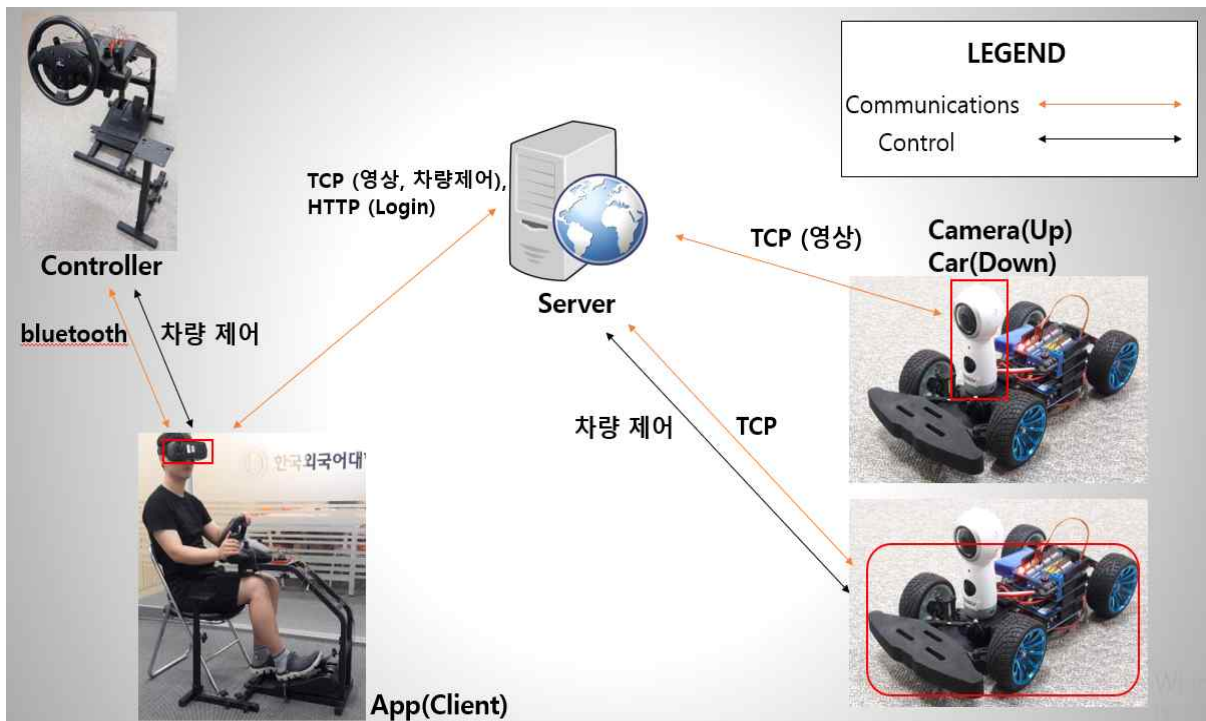 LEGEND
Communications
Control
TCP (영상, 차량제어),
HTTP (Login)
TCP (영상)
Camera(Up)
Car(Down)
Controller
Server
bluetooth
차량 제어
차량 제어
TCP
한국외국어대
App(Client)